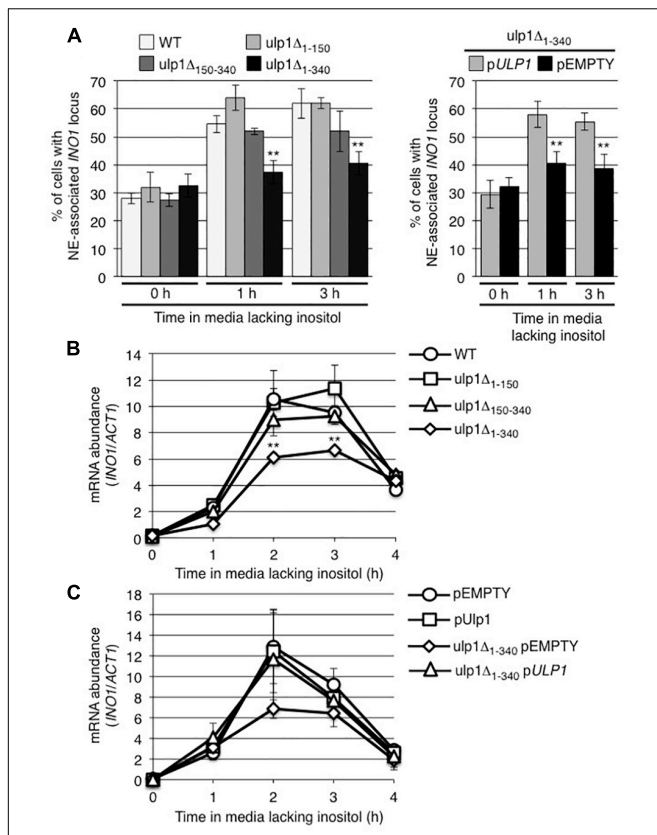 A
WT
ulp1Δ1-150
ulp1Δ150-340
ulp1Δ1-340
% of cells with
NE-associated INO1 locus
70
60
50
40
30
20
10
0
**
**
0 h
1 h
3 h
Time in media lacking inositol
ulp1Δ1-340
pULP1
pEMPTY
% of cells with
NE-associated INO1 locus
70
60
50
40
30
20
10
0
**
**
0 h
1 h
3 h
Time in media
lacking inositol
B
mRNA abundance
(INO1/ACT1)
14
12
10
8
6
4
2
0
**
**
0 1 2 3 4
Time in media lacking inositol (h)
WT
ulp1Δ1-150
ulp1Δ150-340
ulp1Δ1-340
C
mRNA abundance
(INO1/ACT1)
18
16
14
12
10
8
6
4
2
0
0 1 2 3 4
Time in media lacking inositol (h)
pEMPTY
pUlp1
ulp1Δ1-340 pEMPTY
ulp1Δ1-340 pULP1